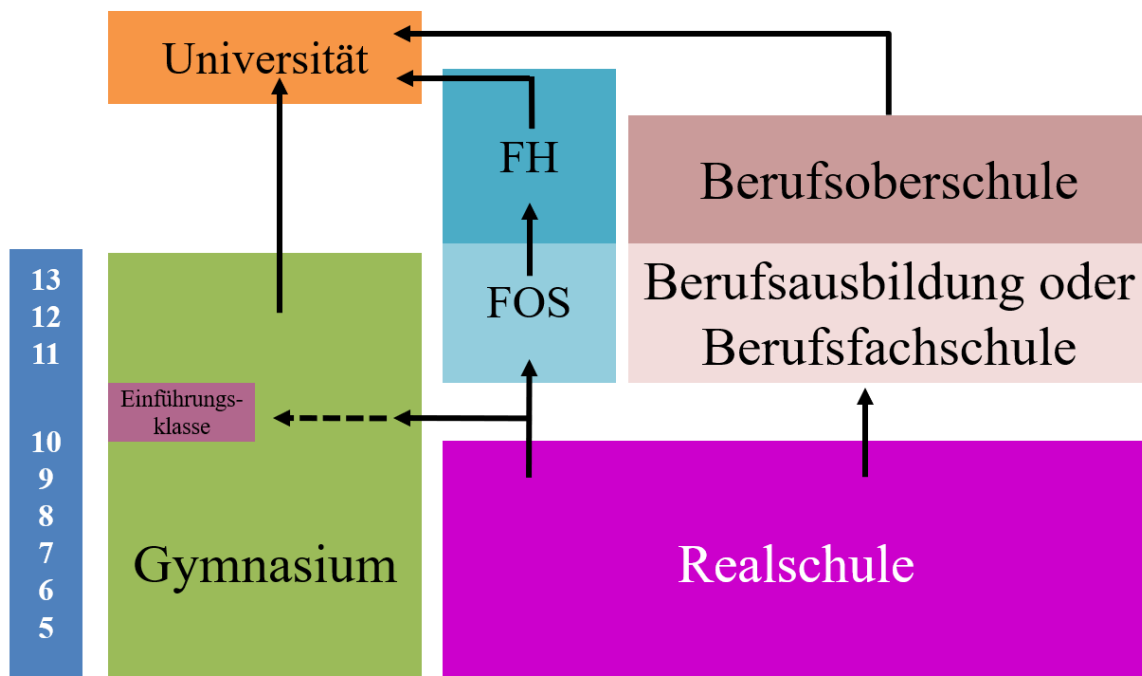 Universität
FH
Berufsoberschule
13
12
11
10
9
8
7
6
5
FOS
Berufsausbildung oder
Berufsfachschule
Einführungs-
klasse
Gymnasium
Realschule